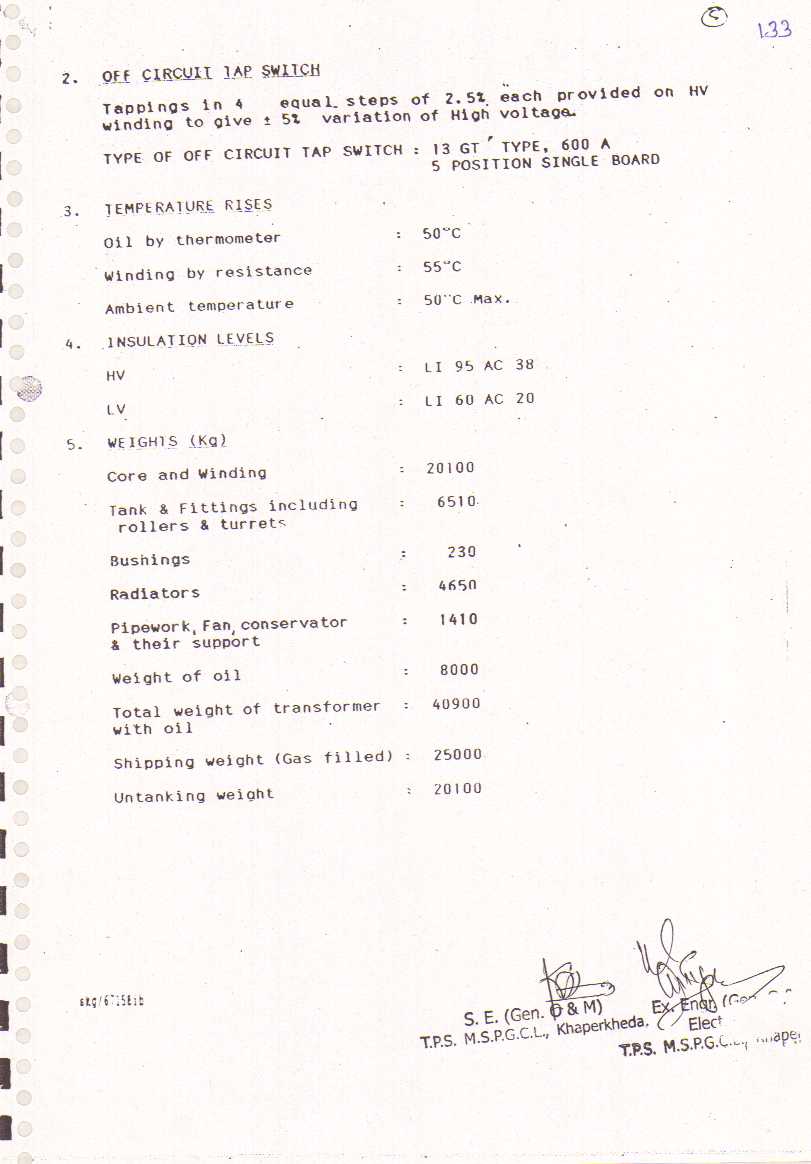 5
133
2. OFF CIRCUIT TAP SWITCH
Tappings in 4 equal steps of 2.5% each provided on HV
winding to give ± 5% variation of High voltage.
TYPE OF OFF CIRCUIT TAP SWITCH : 13 GT TYPE, 600 A
5 POSITION SINGLE BOARD
3. TEMPERATURE RISES
Oil by thermometer : 50°C
Winding by resistance : 55°C
Ambient temperature : 50°C Max.
4. INSULATION LEVELS
HV : LI 95 AC 38
LV : LI 60 AC 20
5. WEIGHTS (Kg)
Core and Winding : 20100
Tank & Fittings including : 6510
rollers & turrets
Bushings : 230
Radiators : 4650
Pipework, Fan, conservator : 1410
& their support
Weight of oil : 8000
Total weight of transformer : 40900
with oil
Shipping weight (Gas filled) : 25000
Untanking weight : 20100
S. E. (Gen. O & M)
T.P.S. M.S.P.G.C.L., Khaperkheda.
Ex. Engr.
Elect
T.P.S. M.S.P.G.C.L.,